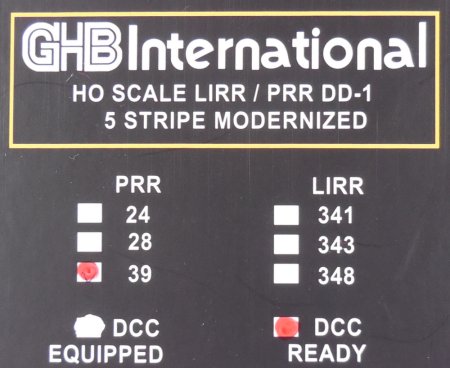 GHB International
HO SCALE LIRR / PRR DD-1
5 STRIPE MODERNIZED
PRR LIRR
24 341
28 343
39 348
DCC EQUIPPED DCC READY